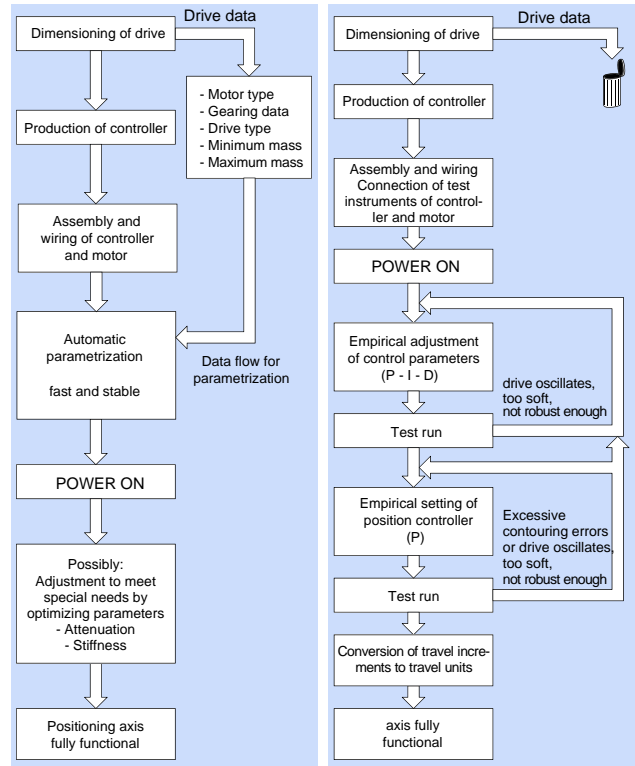 Drive data
Dimensioning of drive
- Motor type
- Gearing data
- Drive type
- Minimum mass
- Maximum mass
Production of controller
Assembly and
wiring of controller
and motor
Automatic
parametrization
fast and stable
Data flow for
parametrization
POWER ON
Possibly:
Adjustment to meet
special needs by
optimizing parameters
- Attenuation
- Stiffness
Positioning axis
fully functional
Drive data
Dimensioning of drive
Production of controller
Assembly and wiring
Connection of test
instruments of control-
ler and motor
POWER ON
Empirical adjustment
of control parameters
(P - I - D)
drive oscillates,
too soft,
not robust enough
Test run
Empirical setting of
position controller
(P)
Excessive
contouring errors
or drive oscillates,
too soft,
not robust enough
Test run
Conversion of travel incre-
ments to travel units
axis fully
functional